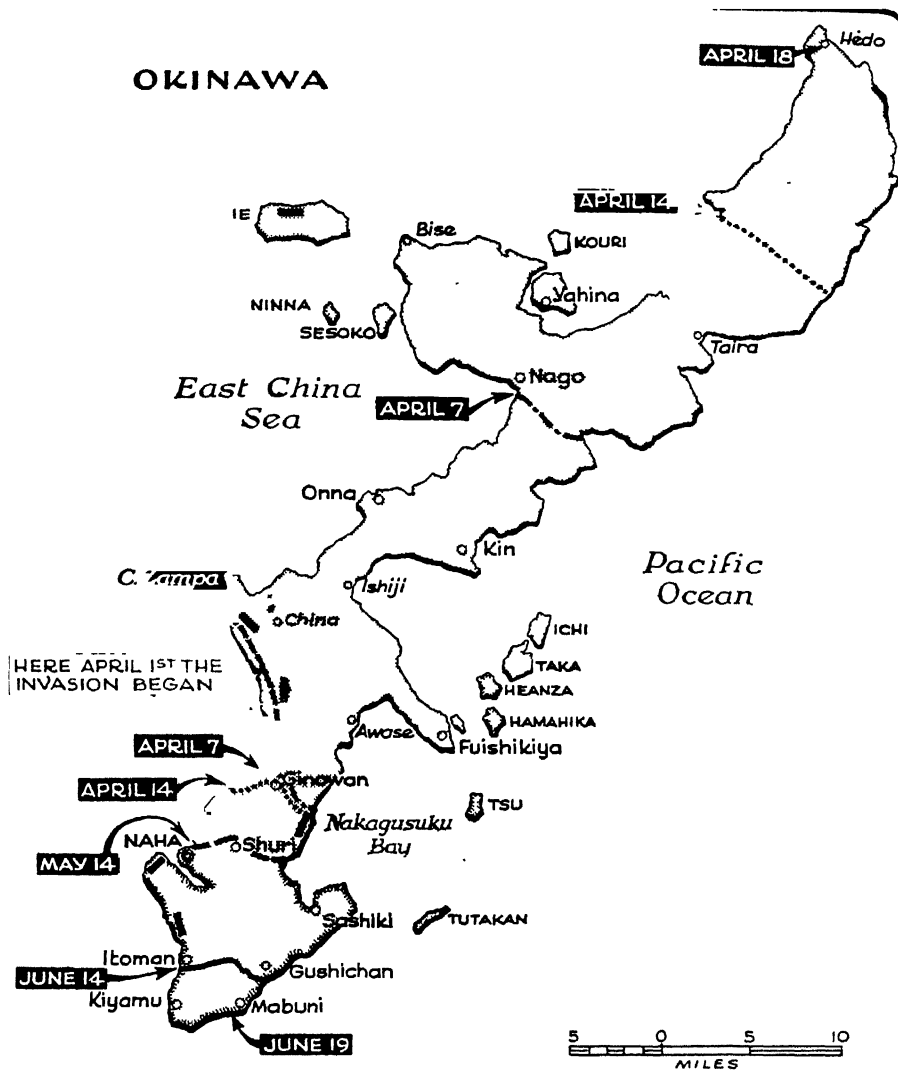 Hedo
APRIL 18
OKINAWA
APRIL 14
IE
Bise
KOURI
NINNA
SESOKO
Yahina
Taira
East China
Sea
Nago
APRIL 7
Onna
Kin
Pacific
Ocean
C. Zampa
Ishiji
China
ICHI
TAKA
HERE APRIL 1ST THE
INVASION BEGAN
HEANZA
HAMAHIKA
Awase
Fuishikiya
APRIL 7
APRIL 14
Ginowan
TSU
Nakagusuku
Bay
NAHA
Shuri
MAY 14
Sashiki
TUTAKAN
Itoman
Gushichan
JUNE 14
Kiyamu
Mabuni
JUNE 19
5 0 5 10
MILES